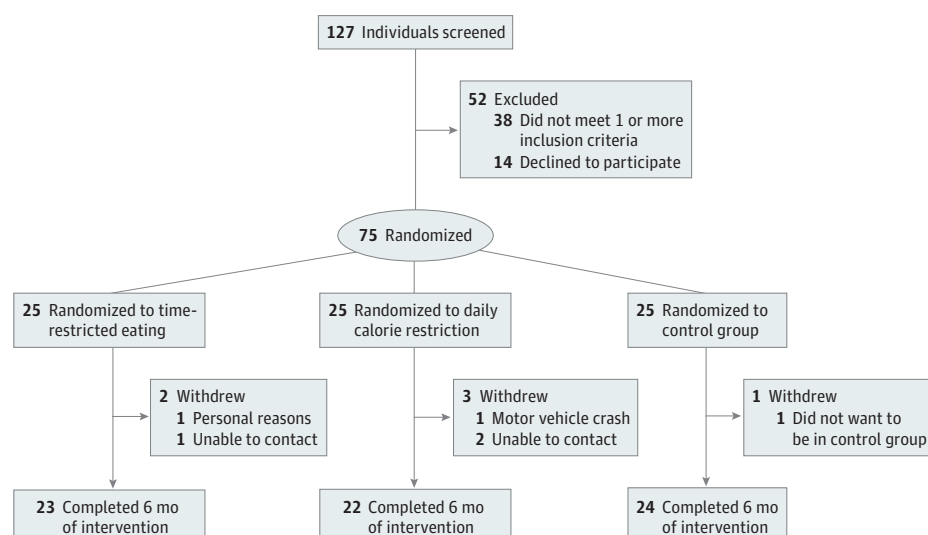 127 Individuals screened
52 Excluded
38 Did not meet 1 or more
inclusion criteria
14 Declined to participate
75 Randomized
25 Randomized to time-
restricted eating
25 Randomized to daily
calorie restriction
25 Randomized to
control group
2 Withdrew
1 Personal reasons
1 Unable to contact
3 Withdrew
1 Motor vehicle crash
2 Unable to contact
1 Withdrew
1 Did not want to
be in control group
23 Completed 6 mo
of intervention
22 Completed 6 mo
of intervention
24 Completed 6 mo
of intervention